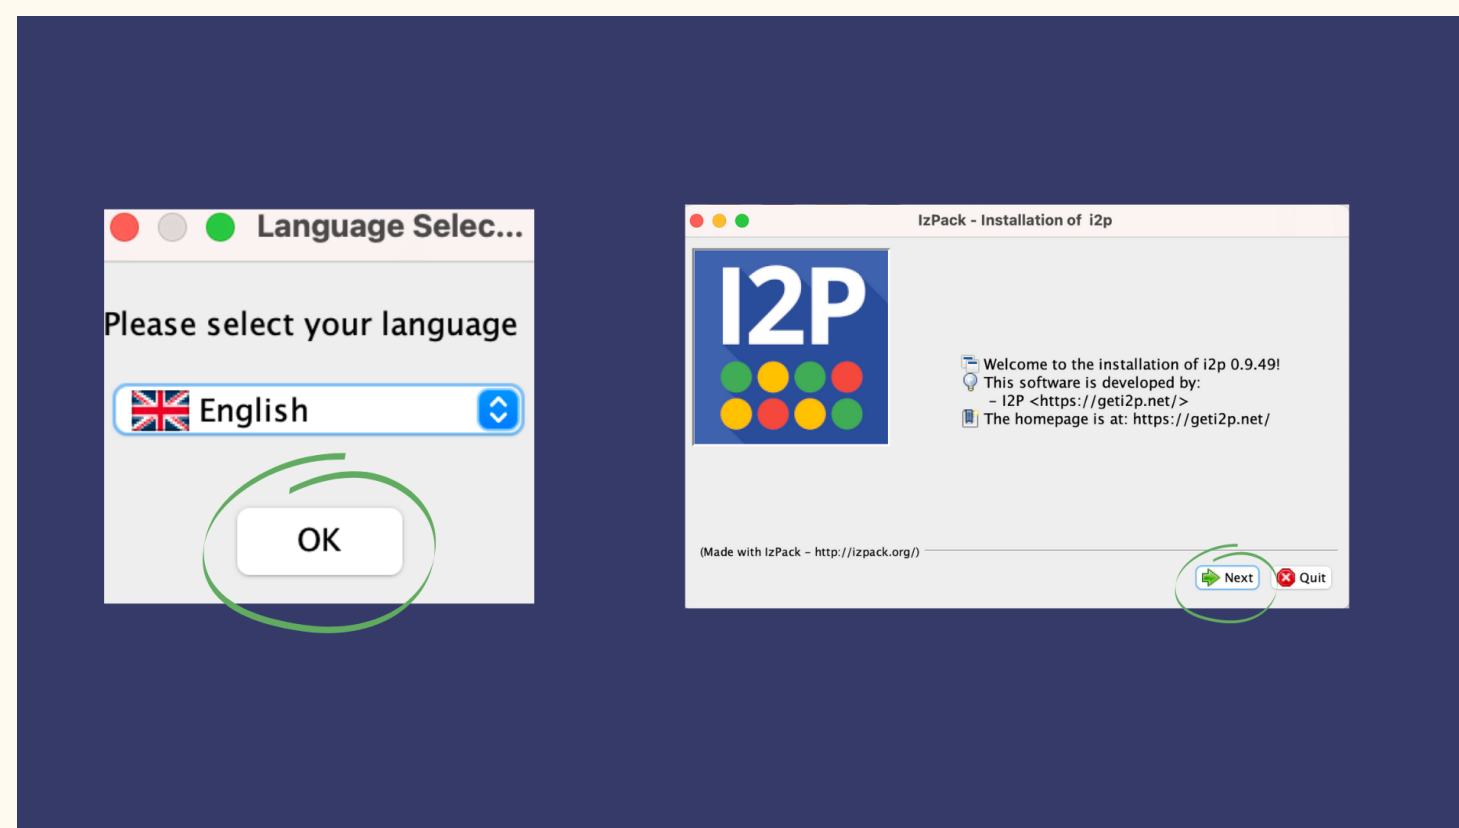 Language Selec...
Please select your language
English
OK
IzPack - Installation of i2p
I2P
Welcome to the installation of i2p 0.9.49!
This software is developed by:
- I2P <https://geti2p.net/>
The homepage is at: https://geti2p.net/
(Made with IzPack - http://izpack.org/)
Next
Quit